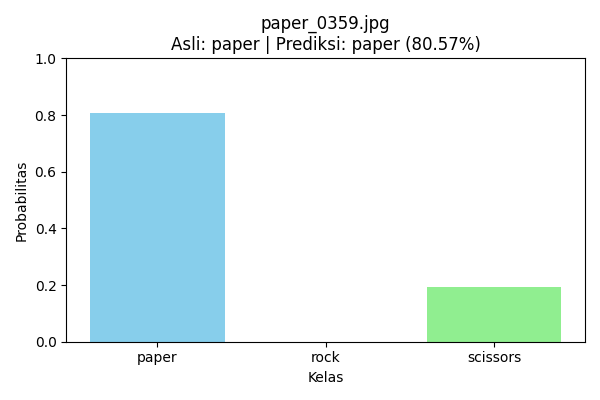 paper_0359.jpg
Asli: paper | Prediksi: paper (80.57%)
1.0
0.8
0.6
0.4
0.2
0.0
Probabilitas
paper rock scissors
Kelas